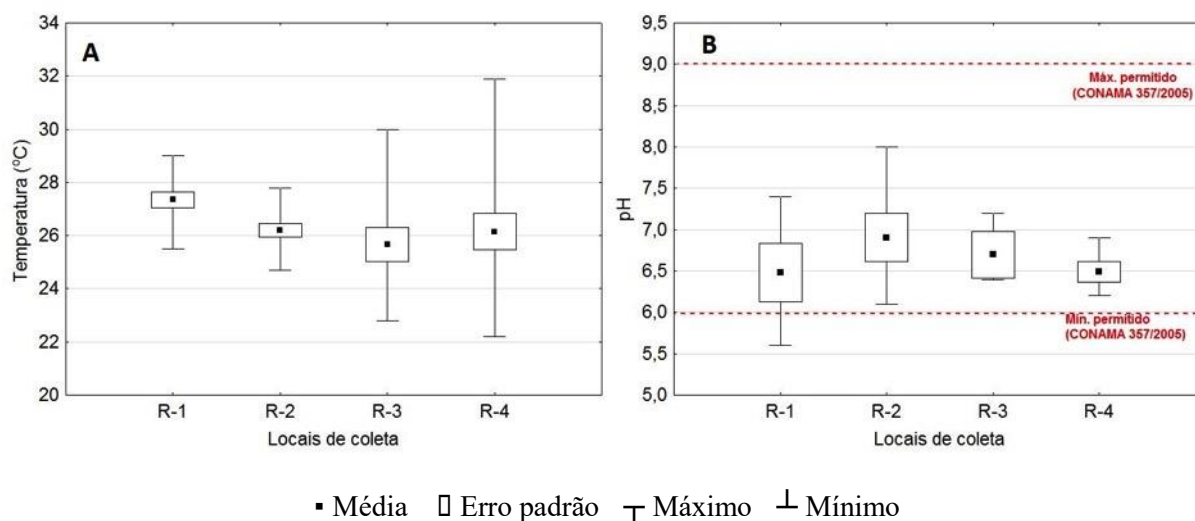 A
34
32
30
28
26
24
22
20
Temperatura (ºC)
R-1 R-2 R-3 R-4
Locais de coleta
B
9,5
9,0
8,5
8,0
7,5
7,0
6,5
6,0
5,5
5,0
pH
Máx. permitido
(CONAMA 357/2005)
Mín. permitido
(CONAMA 357/2005)
R-1 R-2 R-3 R-4
Locais de coleta
Média Erro padrão Máximo Mínimo